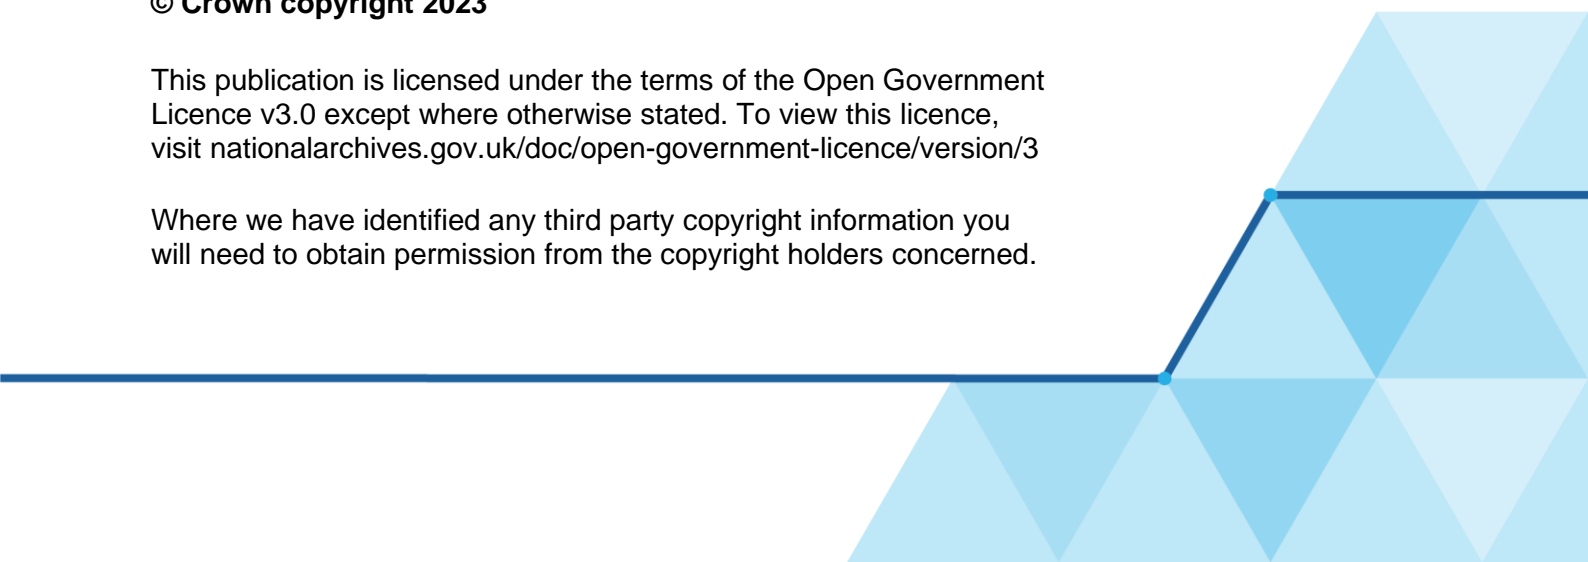 © Crown copyright 2023
This publication is licensed under the terms of the Open Government
Licence v3.0 except where otherwise stated. To view this licence,
visit nationalarchives.gov.uk/doc/open-government-licence/version/3
Where we have identified any third party copyright information you
will need to obtain permission from the copyright holders concerned.